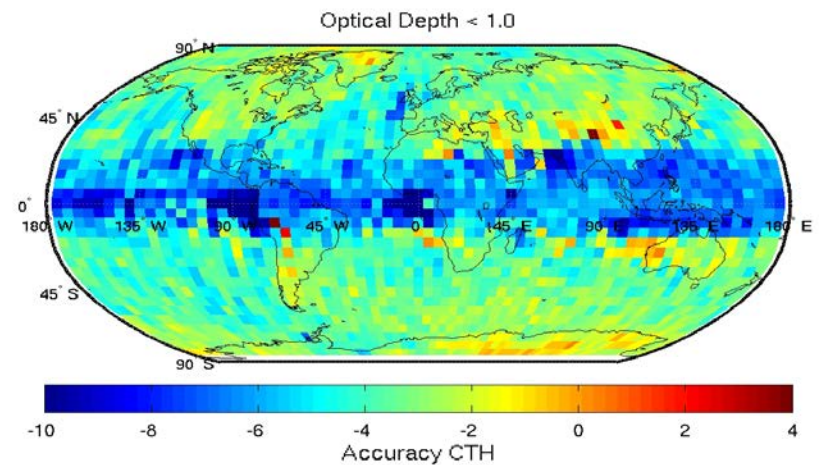 Optical Depth < 1.0
90° N
45° N
0°
180° W 135° W 90° W 45° W 0° 45° E 90° E 135° E 180° E
45° S
90° S
-10 -8 -6 -4 -2 0 2 4
Accuracy CTH